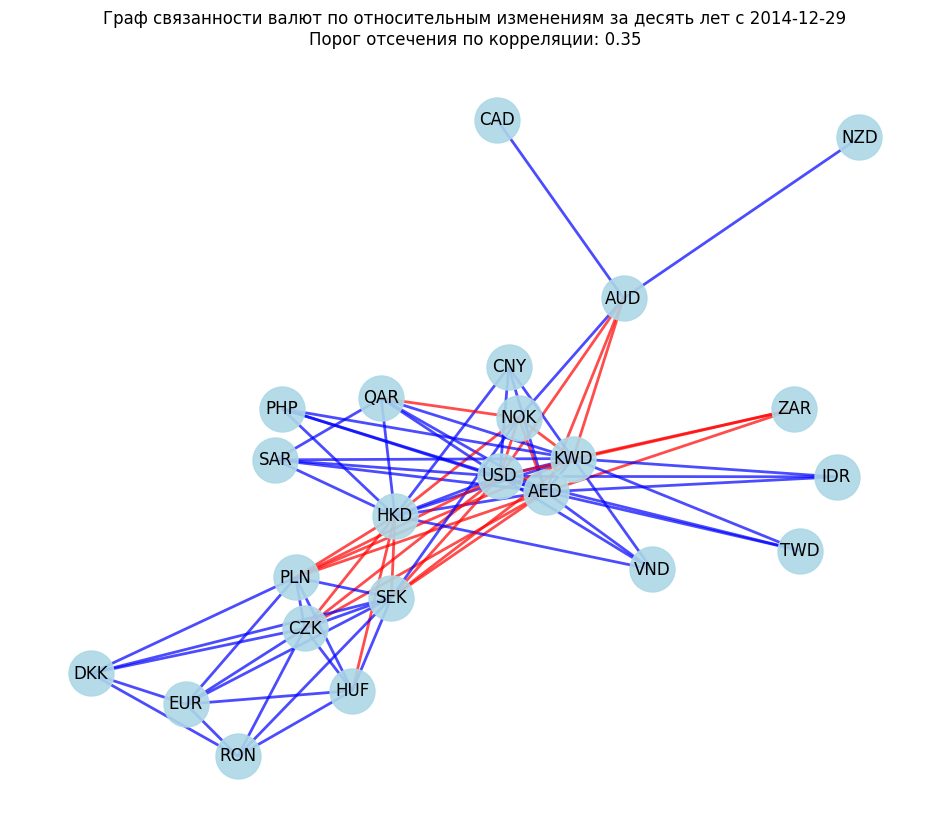 Граф связанности валют по относительным изменениям за десять лет с 2014-12-29
Порог отсечения по корреляции: 0.35
CAD
NZD
AUD
CNY
QAR
PHP
NOK
ZAR
SAR
KWD
USD
IDR
AED
HKD
TWD
VND
PLN
SEK
CZK
DKK
HUF
EUR
RON